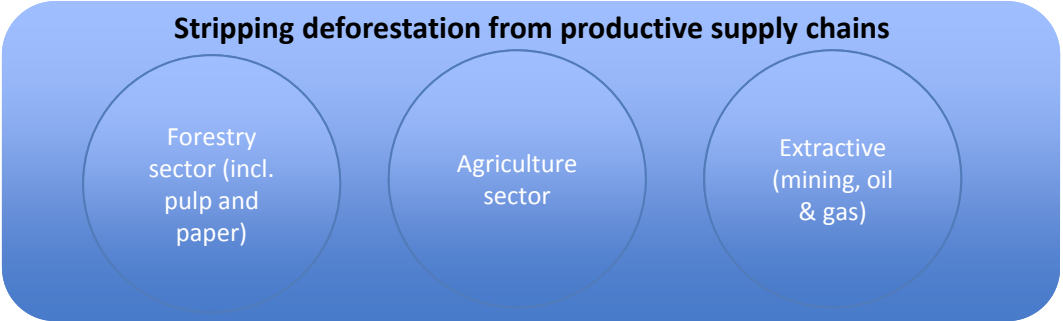 Stripping deforestation from productive supply chains
Forestry
sector (incl.
pulp and
paper)
Agriculture
sector
Extractive
(mining, oil
& gas)